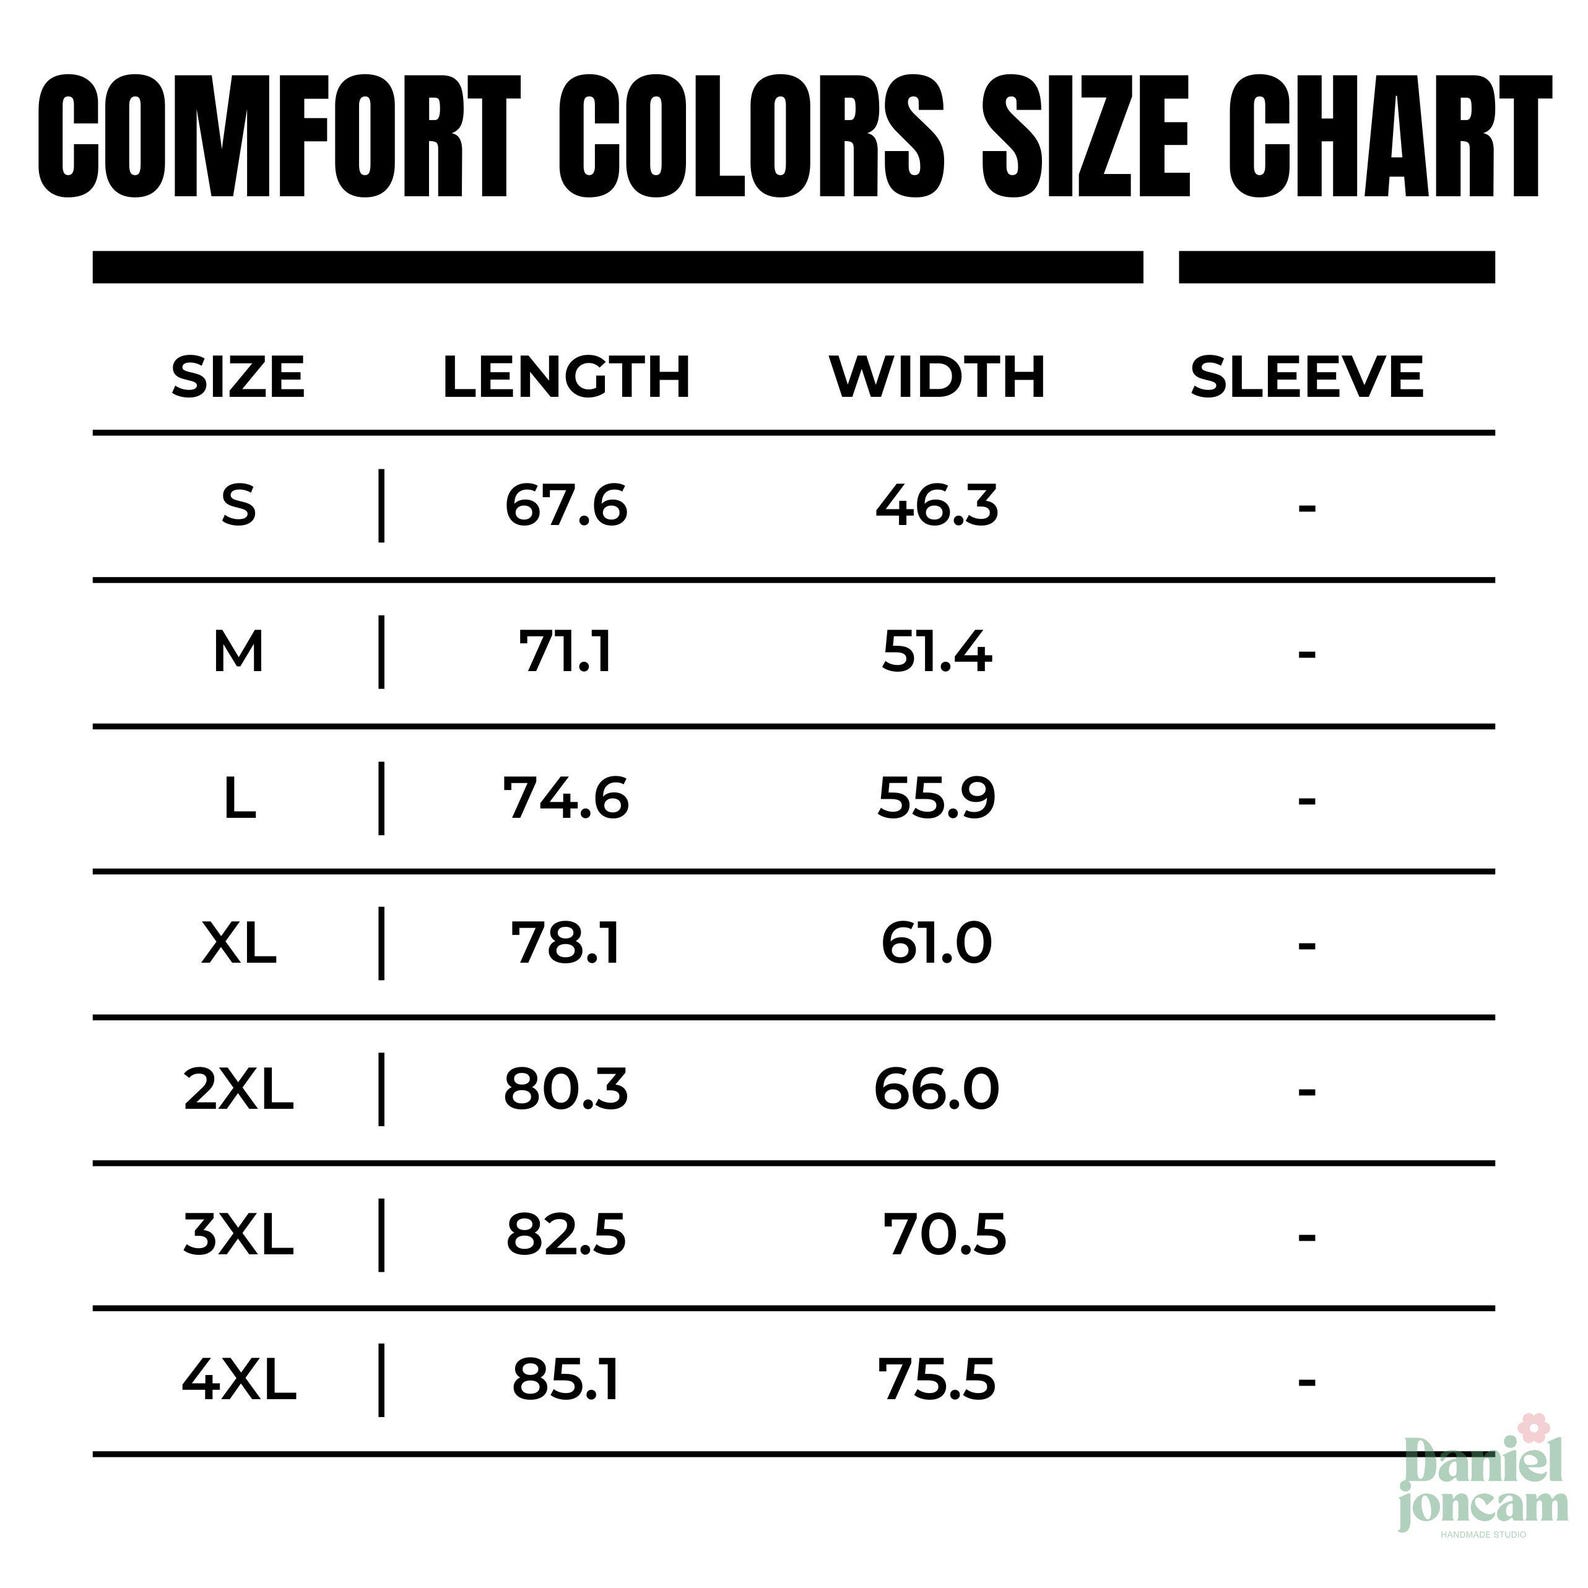 COMFORT COLORS SIZE CHART
SIZE LENGTH WIDTH SLEEVE
S 67.6 46.3 -
M 71.1 51.4 -
L 74.6 55.9 -
XL 78.1 61.0 -
2XL 80.3 66.0 -
3XL 82.5 70.5 -
4XL 85.1 75.5 -
Daniel
joncam
HANDMADE STUDIO